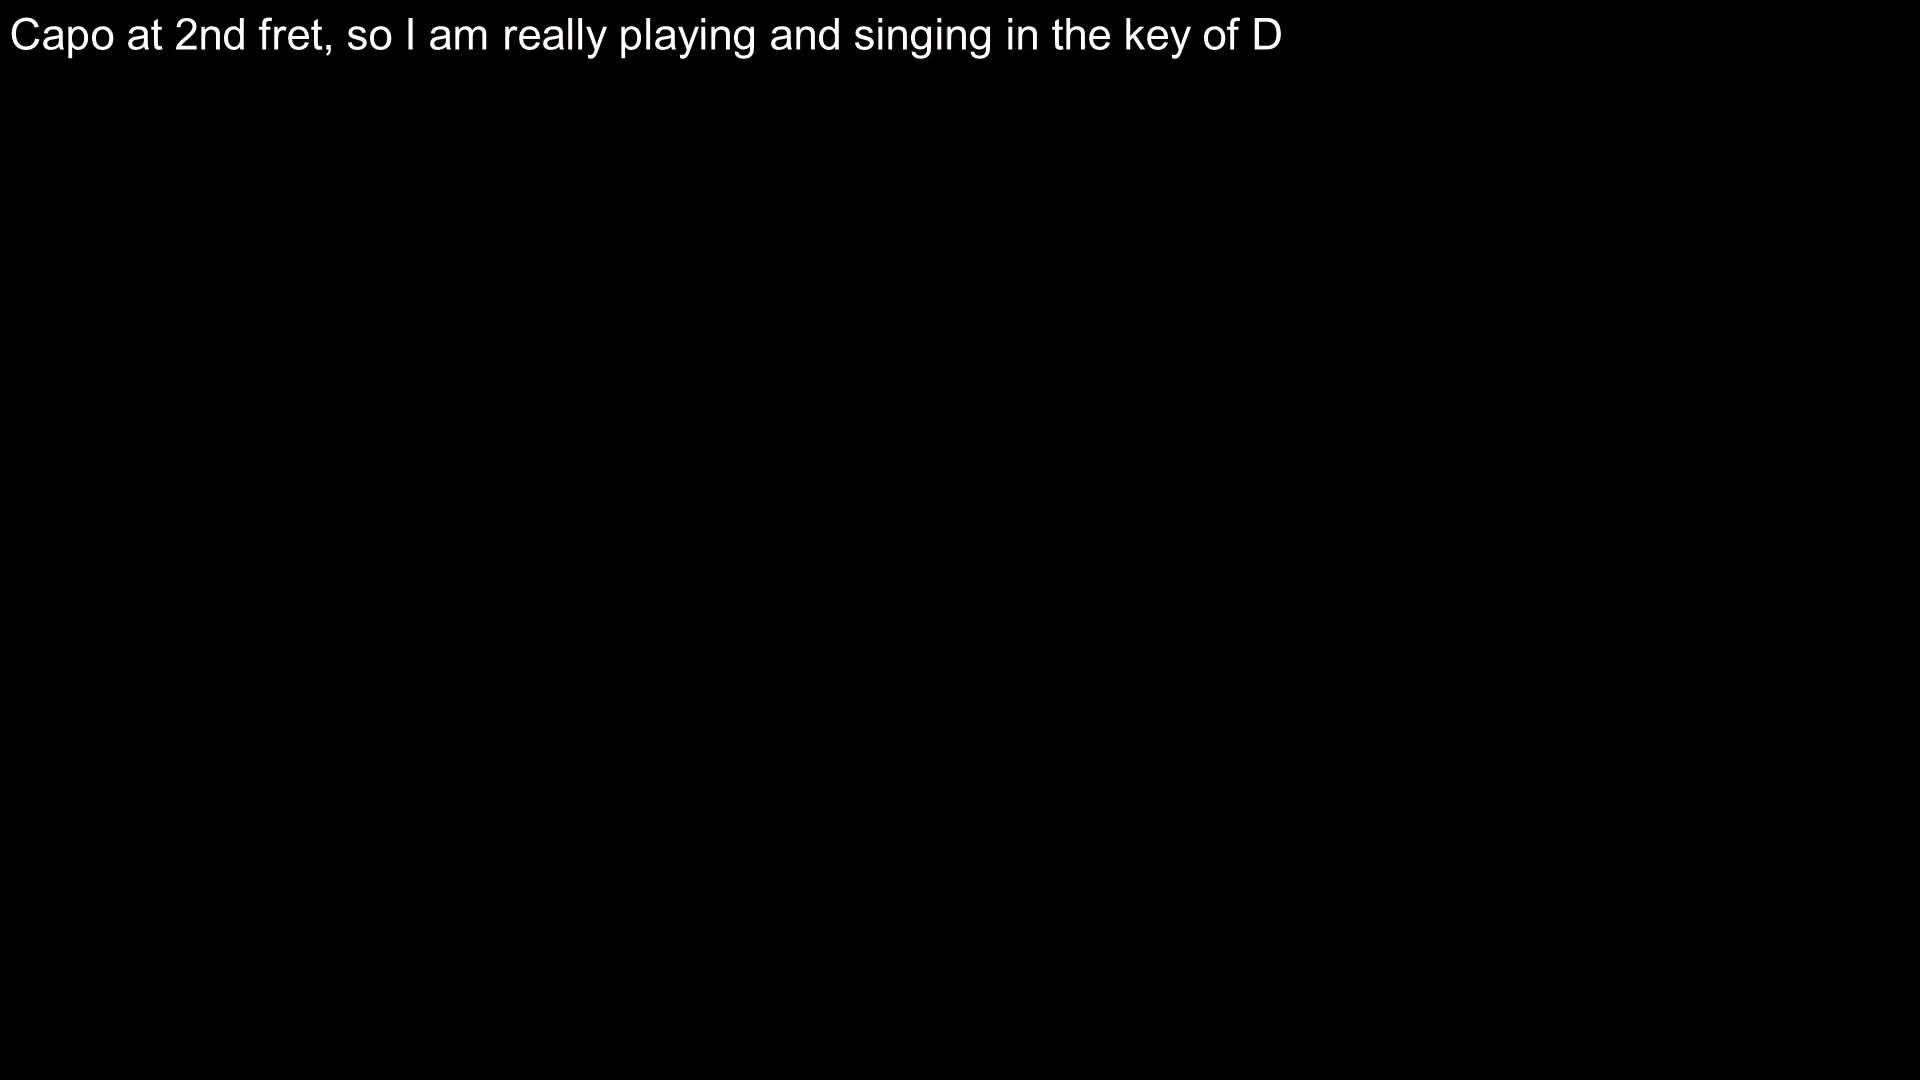 Capo at 2nd fret, so I am really playing and singing in the key of D